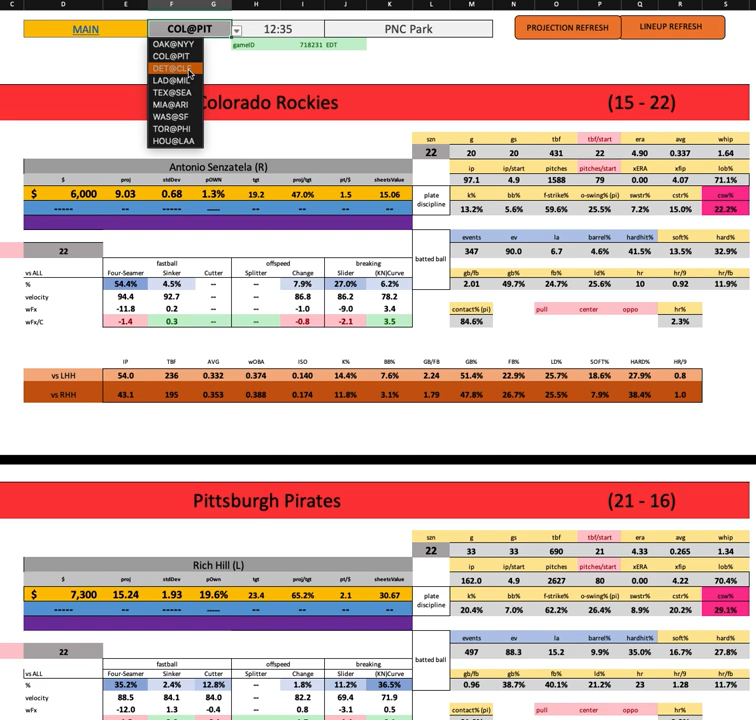 C D E F G H I J K L M N O P Q R S
MAIN COL@PIT 12:35 PNC Park PROJECTION REFRESH LINEUP REFRESH
OAK@NYY gameID 718231 EDT
COL@PIT
DET@CLE
LAD@MIL
TEX@SEA
MIA@ARI
WAS@SF
TOR@PHI
HOU@LAA
Colorado Rockies (15 - 22)
szn g gs tbf tbf/start era avg whip
22 20 20 431 22 4.90 0.337 1.64
Antonio Senzatela (R) ip ip/start pitches pitches/start xERA xfip lob%
97.1 4.9 1588 79 0.00 4.07 71.1%
$ proj stdDev pOWN tgt proj/tgt pt/$ sheetsValue
$ 6,000 9.03 0.68 1.3% 19.2 47.0% 1.5 15.06
plate discipline k% bb% f-strike% o-swing% (pi) swstr% cstr% csw%
----- -- -- ---- -- -- -- --
13.2% 5.6% 59.6% 25.5% 7.2% 15.0% 22.2%
batted ball events ev la barrel% hardhit% soft% hard%
22 347 90.0 6.7 4.6% 41.5% 13.5% 32.9%
fastball offspeed breaking
vs ALL Four-Seamer Sinker Cutter Splitter Change Slider (KN)Curve gb/fb gb% fb% ld% hr hr/9 hr/fb
% 54.4% 4.5% -- -- 7.9% 27.0% 6.2% 2.01 49.7% 24.7% 25.6% 10 0.92 11.9%
velocity 94.4 92.7 -- -- 86.8 86.2 78.2
wFx -11.8 0.2 -- -- -1.0 -9.0 3.4 contact% (pi) pull center oppo hr%
wFx/C -1.4 0.3 -- -- -0.8 -2.1 3.5 84.6% 2.3%
IP TBF AVG wOBA ISO K% BB% GB/FB GB% FB% LD% SOFT% HARD% HR/9
vs LHH 54.0 236 0.332 0.374 0.140 14.4% 7.6% 2.24 51.4% 22.9% 25.7% 18.6% 27.9% 0.8
vs RHH 43.1 195 0.353 0.388 0.174 11.8% 3.1% 1.79 47.8% 26.7% 25.5% 7.9% 38.4% 1.0
Pittsburgh Pirates (21 - 16)
szn g gs tbf tbf/start era avg whip
22 33 33 690 21 4.33 0.265 1.34
Rich Hill (L) ip ip/start pitches pitches/start xERA xfip lob%
162.0 4.9 2627 80 0.00 4.22 70.4%
$ proj stdDev pOwn tgt proj/tgt pt/$ sheetsValue
$ 7,300 15.24 1.93 19.6% 23.4 65.2% 2.1 30.67
plate discipline k% bb% f-strike% o-swing% (pi) swstr% cstr% csw%
----- -- -- ---- -- -- -- --
20.4% 7.0% 62.2% 26.4% 8.9% 20.2% 29.1%
batted ball events ev la barrel% hardhit% soft% hard%
22 497 88.3 15.2 9.9% 35.0% 16.7% 27.8%
fastball offspeed breaking
vs ALL Four-Seamer Sinker Cutter Splitter Change Slider (KN)Curve gb/fb gb% fb% ld% hr hr/9 hr/fb
% 35.2% 2.4% 12.8% -- 1.8% 11.2% 36.5% 0.96 38.7% 40.1% 21.2% 23 1.28 11.7%
velocity 88.5 84.1 84.0 -- 82.2 69.4 71.9
wFx -12.0 1.3 -0.4 -- 0.8 -3.1 0.5 contact% (pi) pull center oppo hr%